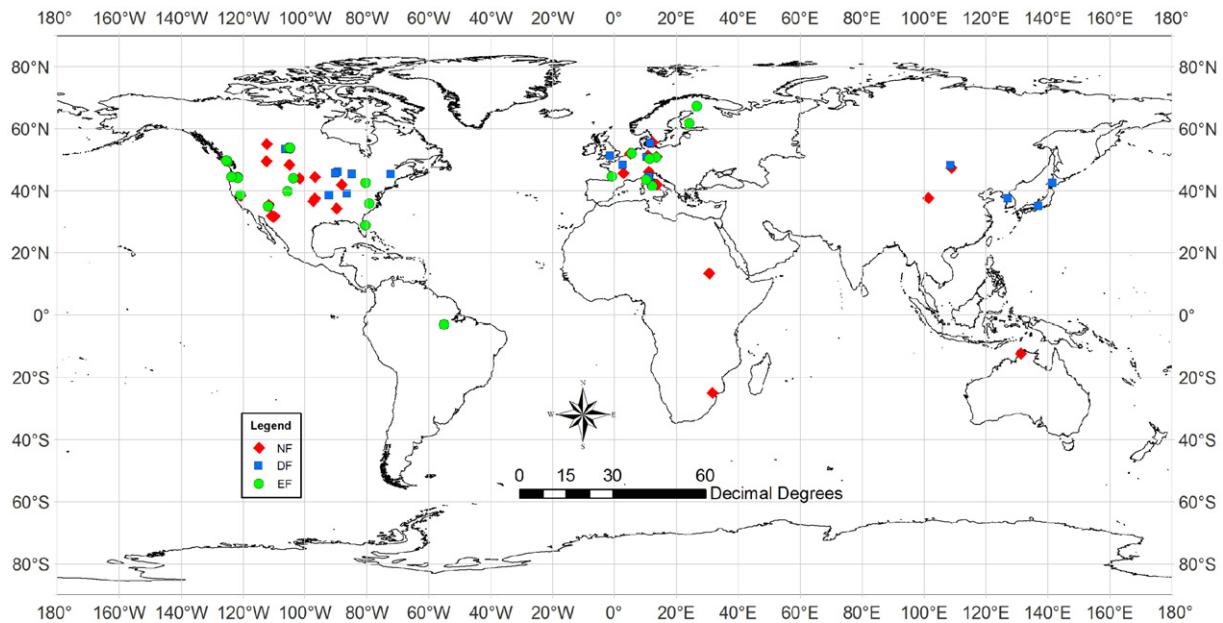 180° 160°W 140°W 120°W 100°W 80°W 60°W 40°W 20°W 0° 20°E 40°E 60°E 80°E 100°E 120°E 140°E 160°E 180°
80°N 80°N
60°N 60°N
40°N 40°N
20°N 20°N
0° 0°
20°S 20°S
N
W E
S
Legend
NF
DF
EF
40°S 40°S
0 15 30 60
Decimal Degrees
60°S 60°S
80°S 80°S
180 160°W 140°W 120°W 100°W 80°W 60°W 40°W 20°W 0° 20°E 40°E 60°E 80°E 100°E 120°E 140°E 160°E 180°